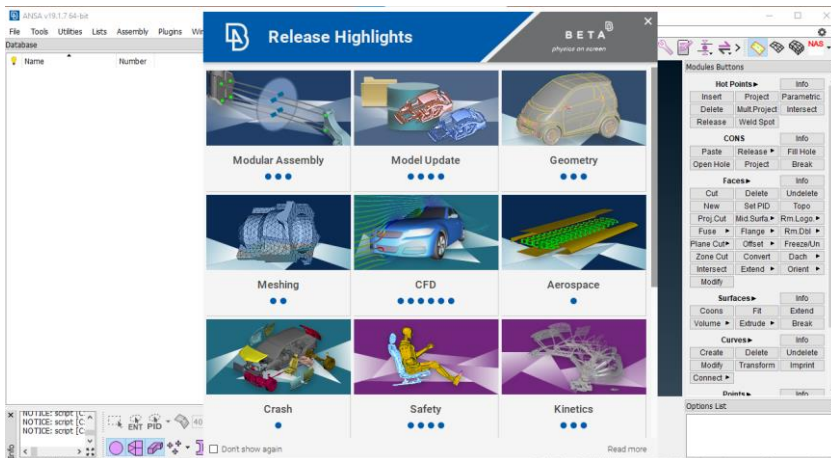 ANSA v19.1.7 64-bit
File Tools Utilities Lists Assembly Plugins
Database
Name Number
Release Highlights
BETA
physics on screen
Modular Assembly
Model Update
Geometry
Meshing
CFD
Aerospace
Crash
Safety
Kinetics
Don't show again
Read more
NAS
Modules Buttons
Hot Points Info
Insert Project Parametric.
Delete Mult.Project Intersect
Release Weld Spot
CONS Info
Paste Release Fill Hole
Open Hole Project Break
Faces Info
Cut Delete Undelete
New Set PID Topo
Proj.Cut Mid.Surfa. Rm.Logo.
Fuse Flange Rm.Dbl
Plane Cut Offset Freeze/Un
Zone Cut Convert Dach
Intersect Extend Orient
Modify
Surfaces Info
Coons Fit Extend
Volume Extrude Break
Curves Info
Create Delete Undelete
Modify Transform Imprint
Connect
Points Info
Options List
NOTICE: script [C:
NOTICE: script [C:
NOTICE: script [C:
Info
ENT PID 40